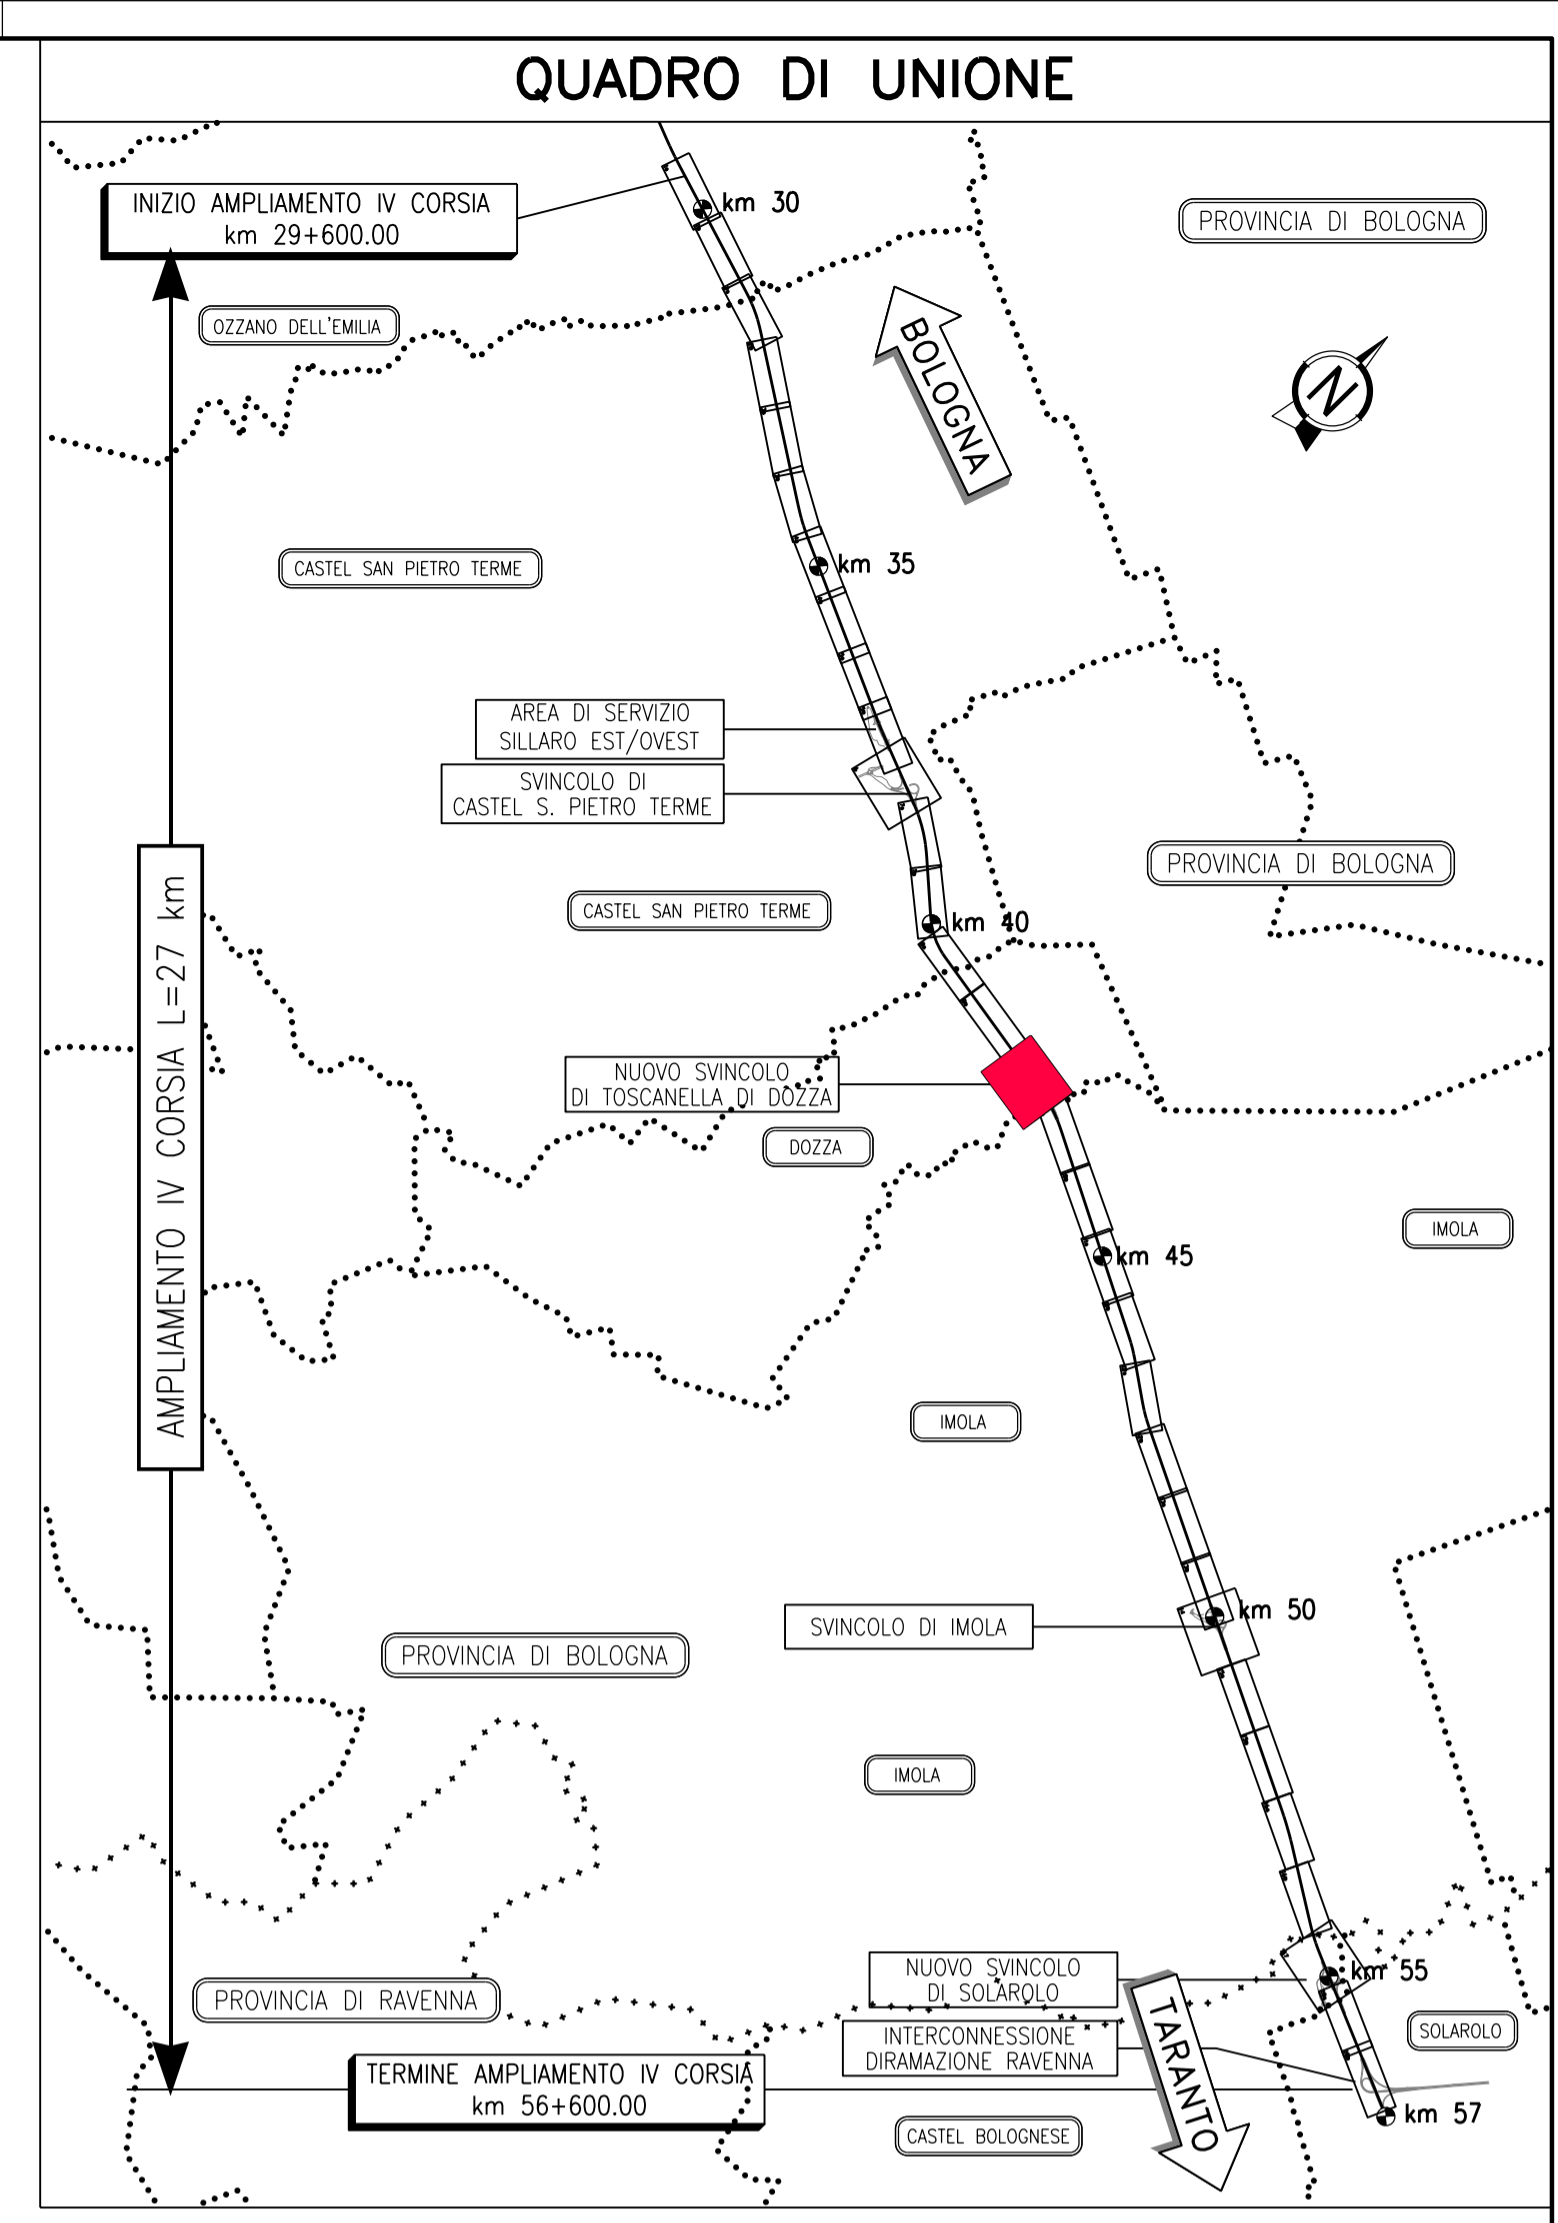 QUADRO DI UNIONE
INIZIO AMPLIAMENTO IV CORSIA
km 29+600.00
km 30
PROVINCIA DI BOLOGNA
OZZANO DELL'EMILIA
BOLOGNA
N
CASTEL SAN PIETRO TERME
km 35
AREA DI SERVIZIO
SILLARO EST/OVEST
SVINCOLO DI
CASTEL S. PIETRO TERME
PROVINCIA DI BOLOGNA
CASTEL SAN PIETRO TERME
km 40
AMPLIAMENTO IV CORSIA L=27 km
NUOVO SVINCOLO
DI TOSCANELLA DI DOZZA
DOZZA
IMOLA
km 45
IMOLA
km 50
SVINCOLO DI IMOLA
PROVINCIA DI BOLOGNA
IMOLA
NUOVO SVINCOLO
DI SOLAROLO
km 55
PROVINCIA DI RAVENNA
SOLAROLO
INTERCONNESSIONE
DIRAMAZIONE RAVENNA
TARANTO
TERMINE AMPLIAMENTO IV CORSIA
km 56+600.00
km 57
CASTEL BOLOGNESE